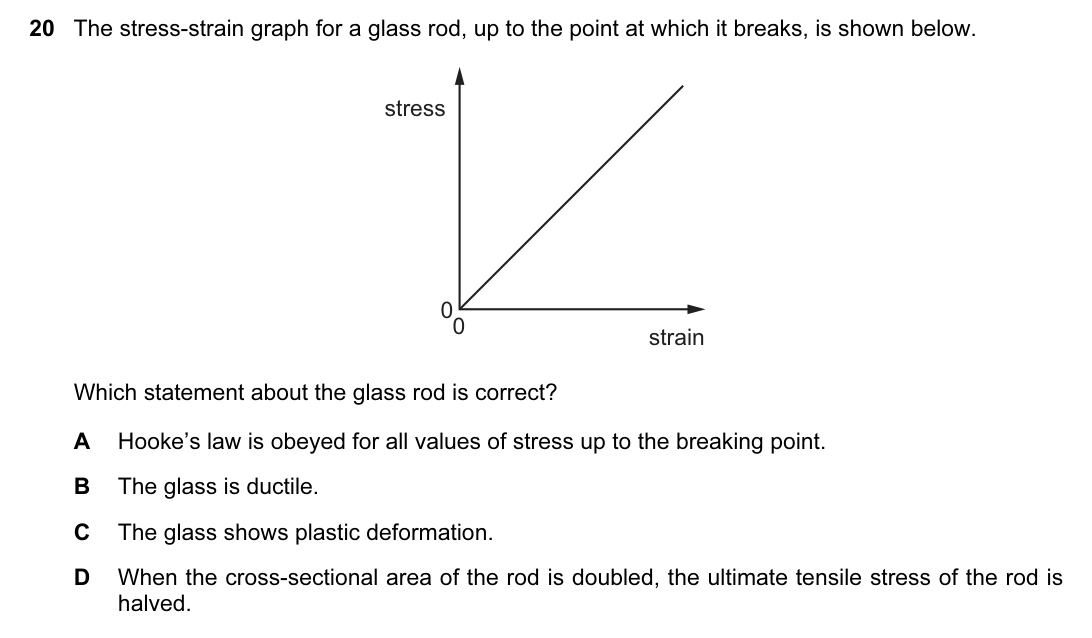 20 The stress-strain graph for a glass rod, up to the point at which it breaks, is shown below.
stress
0
0
strain
Which statement about the glass rod is correct?
A Hooke’s law is obeyed for all values of stress up to the breaking point.
B The glass is ductile.
C The glass shows plastic deformation.
D When the cross-sectional area of the rod is doubled, the ultimate tensile stress of the rod is
halved.